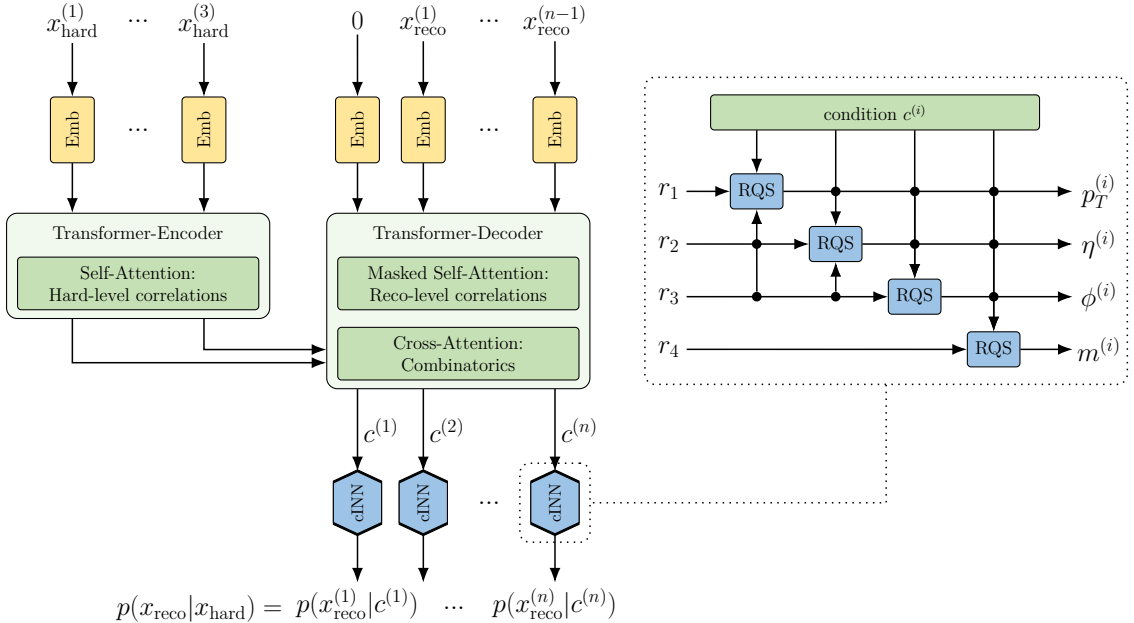 x_hard^(1) ... x_hard^(3) 0 x_reco^(1) ... x_reco^(n−1)
Emb ... Emb Emb Emb ... Emb
Transformer-Encoder
Self-Attention:
Hard-level correlations
Transformer-Decoder
Masked Self-Attention:
Reco-level correlations
Cross-Attention:
Combinatorics
c^(1) c^(2) c^(n)
cINN cINN ... cINN
p(x_reco|x_hard) = p(x_reco^(1)|c^(1)) ... p(x_reco^(n)|c^(n))
condition c^(i)
r_1 RQS p_T^(i)
r_2 RQS η^(i)
r_3 RQS ϕ^(i)
r_4 RQS m^(i)